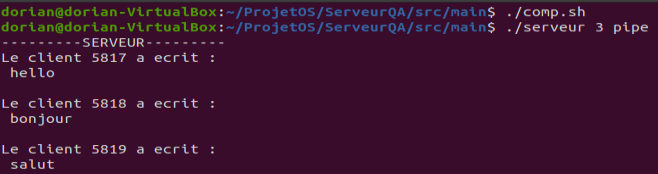 dorian@dorian-VirtualBox:~/ProjetOS/ServeurQA/src/main$ ./comp.sh
dorian@dorian-VirtualBox:~/ProjetOS/ServeurQA/src/main$ ./serveur 3 pipe
---------SERVEUR---------
Le client 5817 a ecrit :
hello
Le client 5818 a ecrit :
bonjour
Le client 5819 a ecrit :
salut